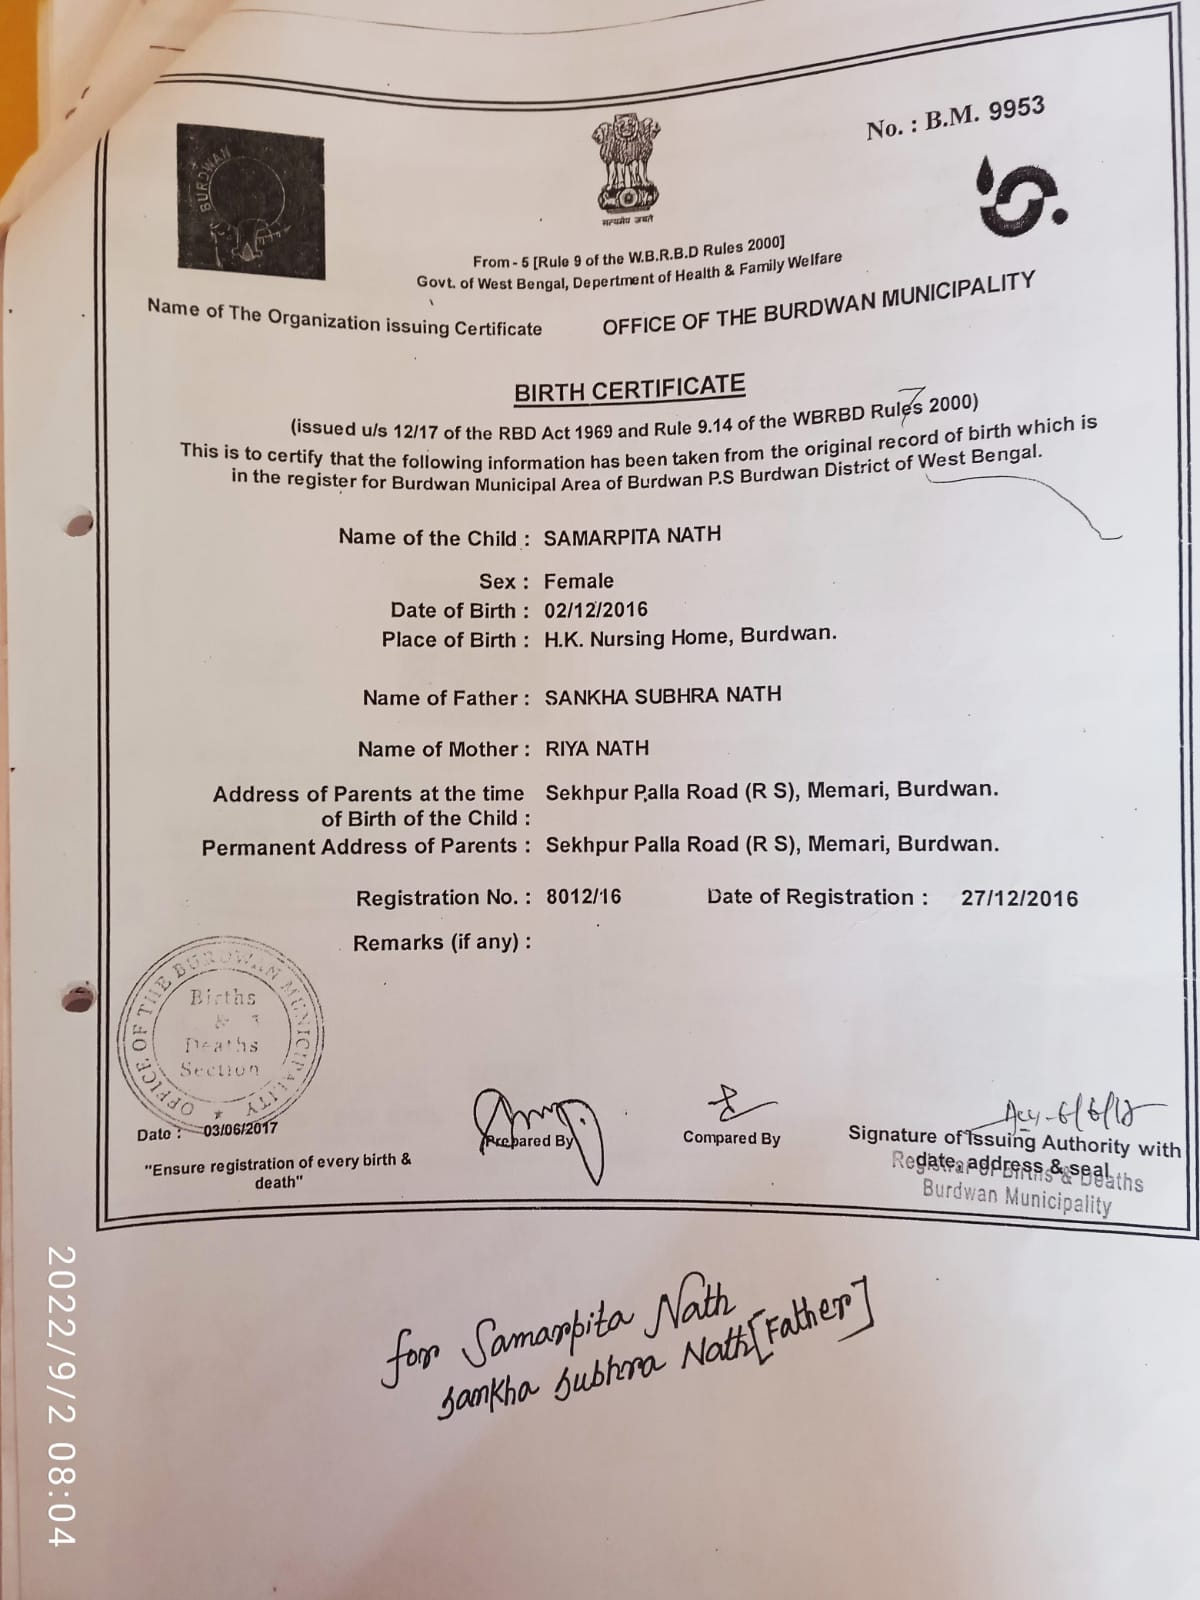 No. : B.M. 9953
BURDWAN
सत्यमेव जयते
From - 5 [Rule 9 of the W.B.R.B.D Rules 2000]
Govt. of West Bengal, Depertment of Health & Family Welfare
Name of The Organization issuing Certificate OFFICE OF THE BURDWAN MUNICIPALITY
BIRTH CERTIFICATE
(issued u/s 12/17 of the RBD Act 1969 and Rule 9.14 of the WBRBD Rules 2000)
This is to certify that the following information has been taken from the original record of birth which is
in the register for Burdwan Municipal Area of Burdwan P.S Burdwan District of West Bengal.
Name of the Child : SAMARPITA NATH
Sex : Female
Date of Birth : 02/12/2016
Place of Birth : H.K. Nursing Home, Burdwan.
Name of Father : SANKHA SUBHRA NATH
Name of Mother : RIYA NATH
Address of Parents at the time Sekhpur Palla Road (R S), Memari, Burdwan.
of Birth of the Child :
Permanent Address of Parents : Sekhpur Palla Road (R S), Memari, Burdwan.
Registration No. : 8012/16 Date of Registration : 27/12/2016
Remarks (if any) :
OFFICE OF THE BURDWAN MUNICIPALITY
Births
&
Deaths
Section
Date : 03/06/2017
Prepared By
Compared By
Signature of Issuing Authority with
date, address & seal
Registrar of Births & Deaths
Burdwan Municipality
"Ensure registration of every birth &
death"
for Samarpita Nath
Sankha Subhra Nath [Father]
2022/9/2 08:04